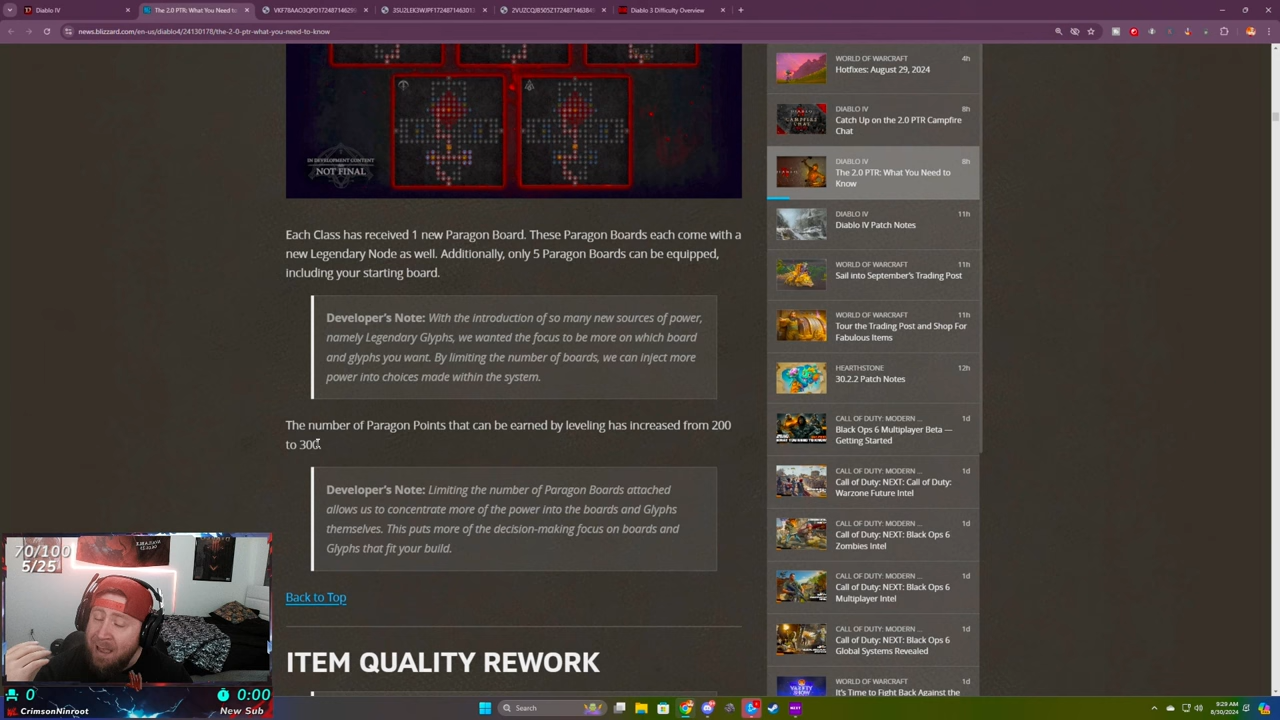 Diablo IV
The 2.0 PTR: What You Need to
VKF78AAO3QPD1724871462
3SU2LEK3WJPF1724871463013
2VUZCQJB505Z1724871463849
Diablo 3 Difficulty Overview
news.blizzard.com/en-us/diablo4/24130178/the-2-0-ptr-what-you-need-to-know
IN DEVELOPMENT CONTENT
NOT FINAL
Each Class has received 1 new Paragon Board. These Paragon Boards each come with a
new Legendary Node as well. Additionally, only 5 Paragon Boards can be equipped,
including your starting board.
Developer's Note: With the introduction of so many new sources of power,
namely Legendary Glyphs, we wanted the focus to be more on which board
and glyphs you want. By limiting the number of boards, we can inject more
power into choices made within the system.
The number of Paragon Points that can be earned by leveling has increased from 200
to 300.
Developer's Note: Limiting the number of Paragon Boards attached
allows us to concentrate more of the power into the boards and Glyphs
themselves. This puts more of the decision-making focus on boards and
Glyphs that fit your build.
Back to Top
ITEM QUALITY REWORK
WORLD OF WARCRAFT 4h
Hotfixes: August 29, 2024
DIABLO IV 8h
Catch Up on the 2.0 PTR Campfire
Chat
DIABLO IV 8h
The 2.0 PTR: What You Need to
Know
DIABLO IV 11h
Diablo IV Patch Notes
WORLD OF WARCRAFT 11h
Sail into September's Trading Post
WORLD OF WARCRAFT 11h
Tour the Trading Post and Shop For
Fabulous Items
HEARTHSTONE 12h
30.2.2 Patch Notes
CALL OF DUTY: MODERN ... 1d
Black Ops 6 Multiplayer Beta —
Getting Started
CALL OF DUTY: MODERN ... 1d
Call of Duty: NEXT: Call of Duty:
Warzone Future Intel
CALL OF DUTY: MODERN ... 1d
Call of Duty: NEXT: Black Ops 6
Zombies Intel
CALL OF DUTY: MODERN ... 1d
Call of Duty: NEXT: Black Ops 6
Multiplayer Intel
CALL OF DUTY: MODERN ... 1d
Call of Duty: NEXT: Black Ops 6
Global Systems Revealed
WORLD OF WARCRAFT 1d
It's Time to Fight Back Against the
VARIETY SHOW
70/100
5/25
0 0:00
CrimsonNinroot New Sub
Search
NEXT
9:29 AM
8/30/2024